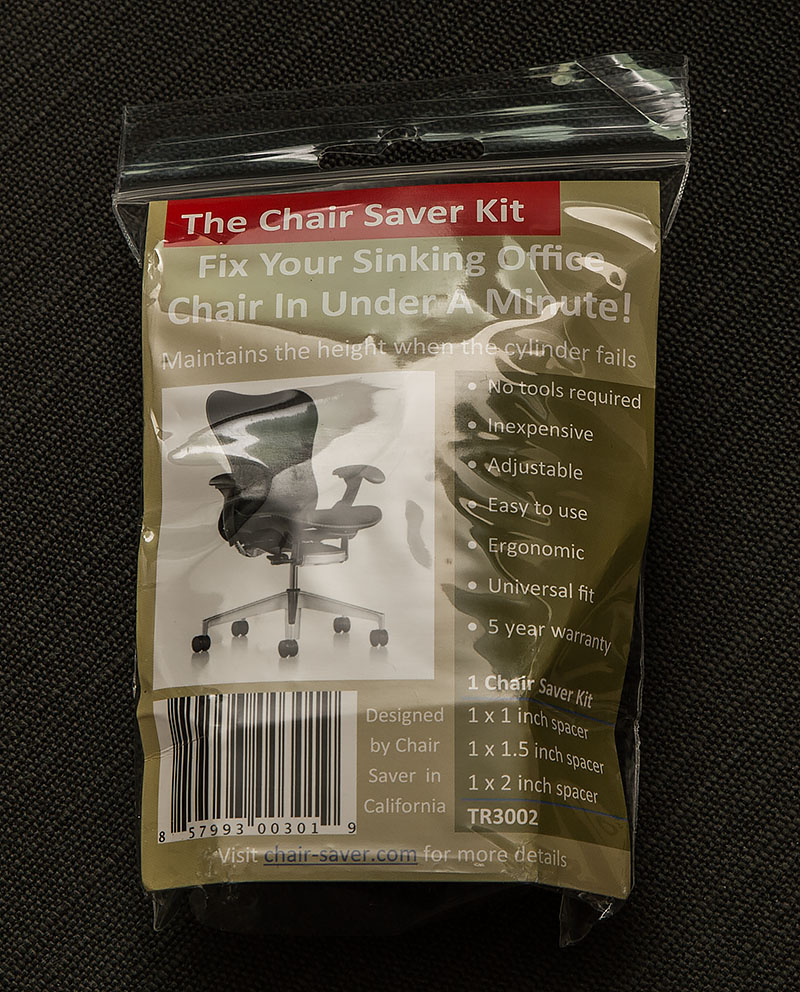 The Chair Saver Kit
Fix Your Sinking Office
Chair In Under A Minute!
Maintains the height when the cylinder fails
• No tools required
• Inexpensive
• Adjustable
• Easy to use
• Ergonomic
• Universal fit
• 5 year warranty
1 Chair Saver Kit
1 x 1 inch spacer
1 x 1.5 inch spacer
1 x 2 inch spacer
TR3002
Designed
by Chair
Saver in
California
8 57993 00301 9
Visit chair-saver.com for more details